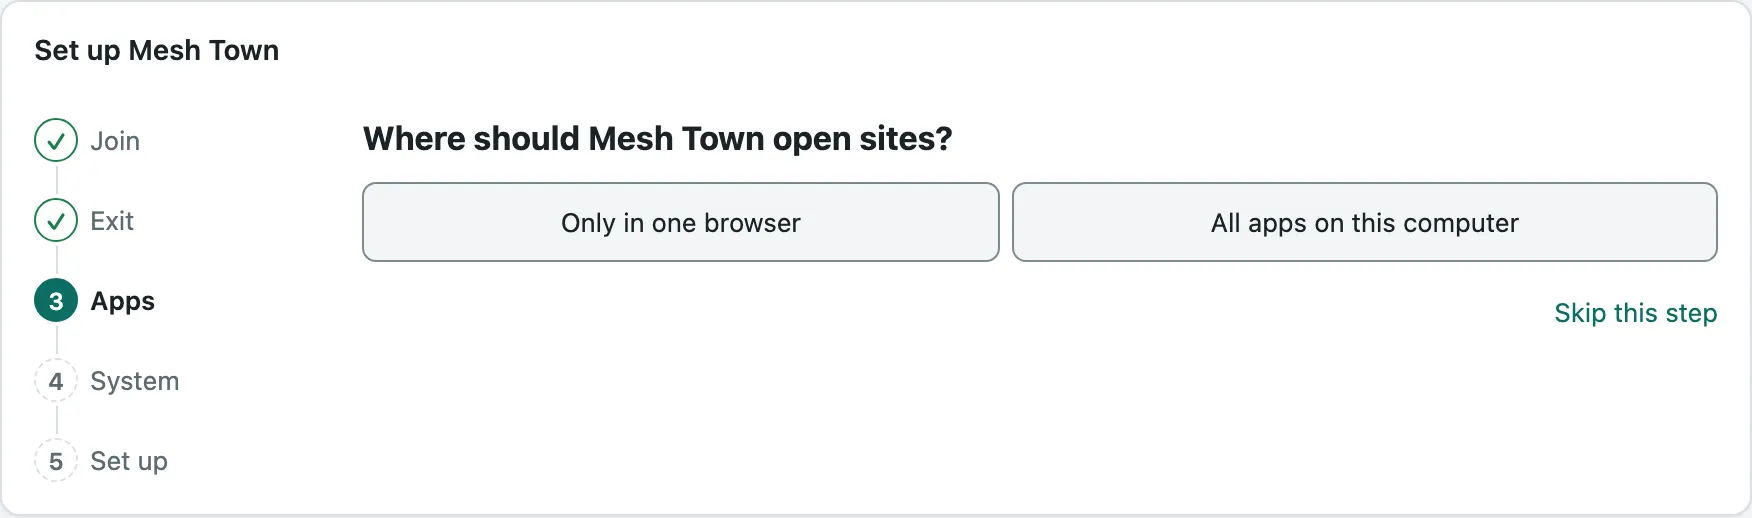 Set up Mesh Town
Join
Exit
3 Apps
4 System
5 Set up
Where should Mesh Town open sites?
Only in one browser
All apps on this computer
Skip this step